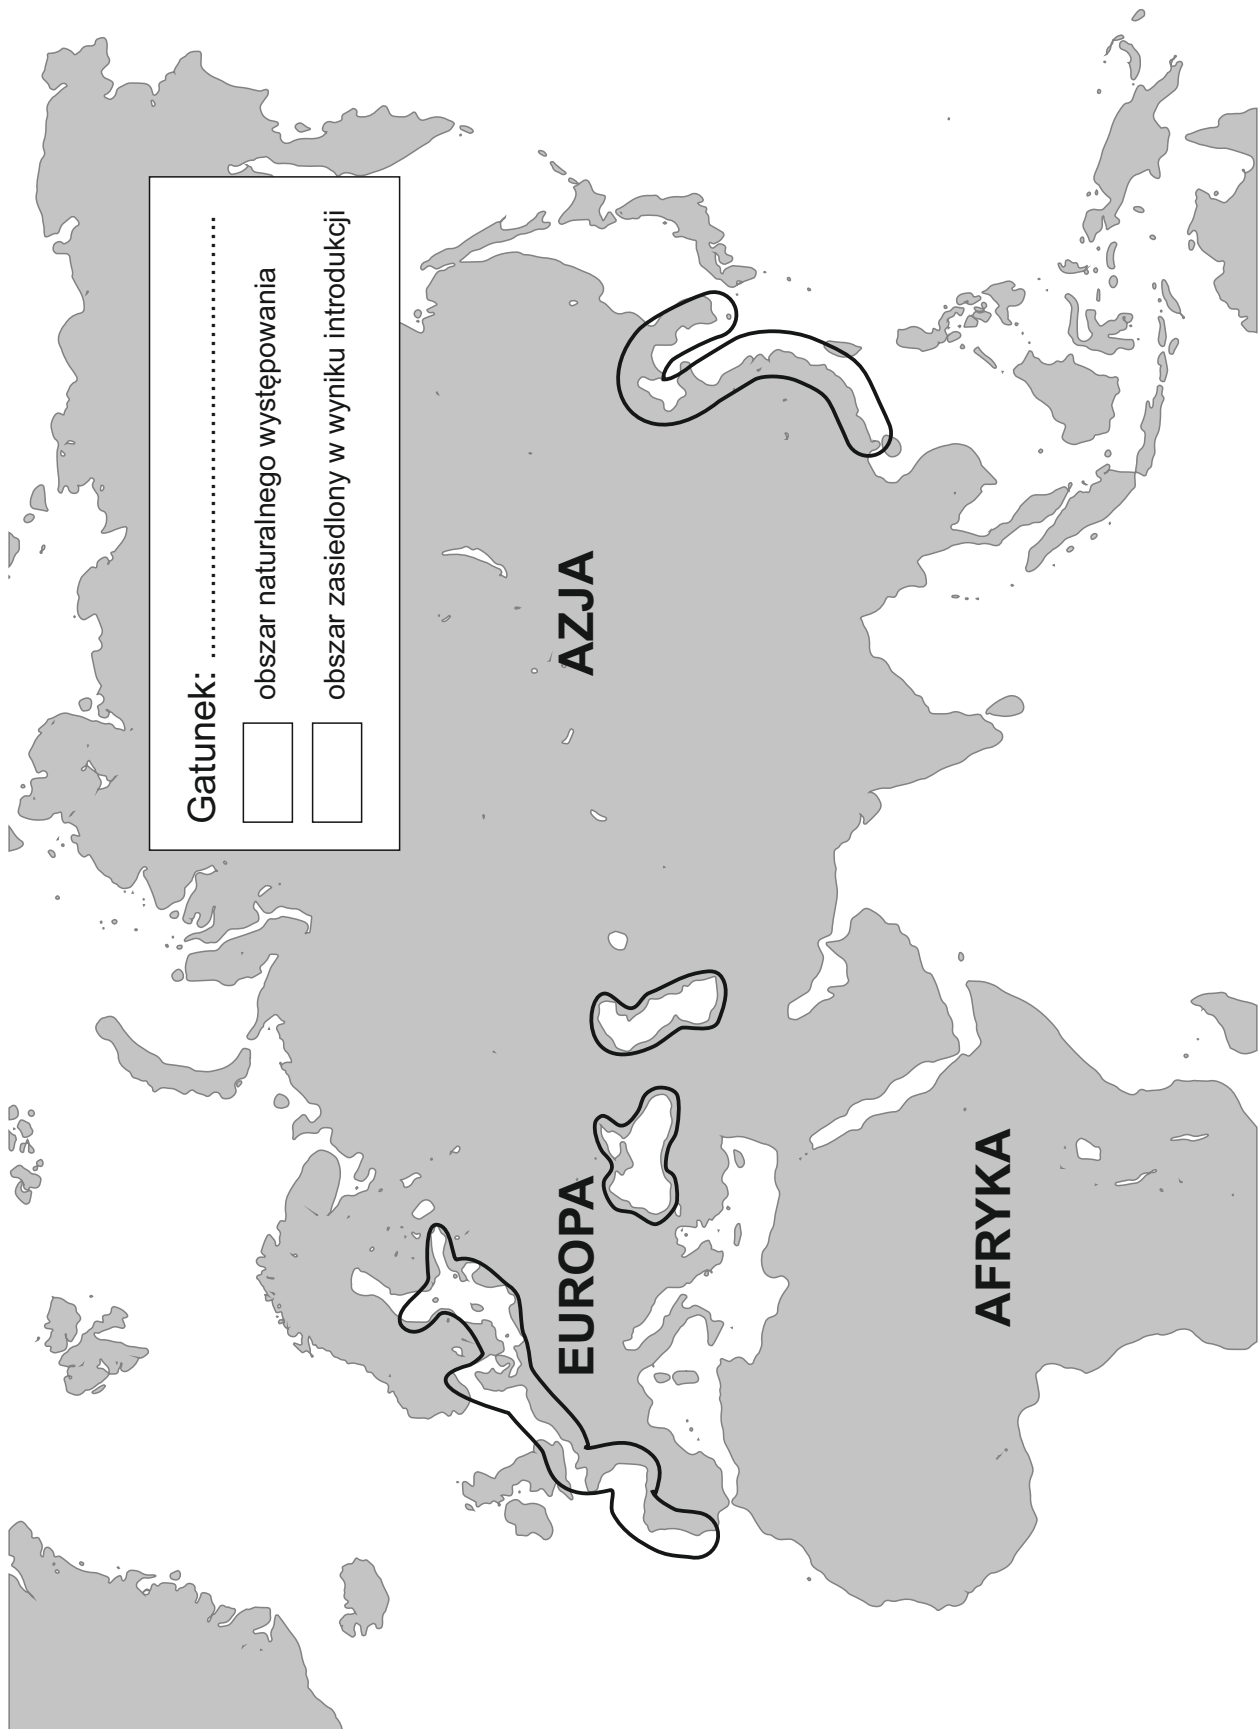 Gatunek: ........................................
obszar naturalnego występowania
obszar zasiedlony w wyniku introdukcji
AZJA
EUROPA
AFRYKA